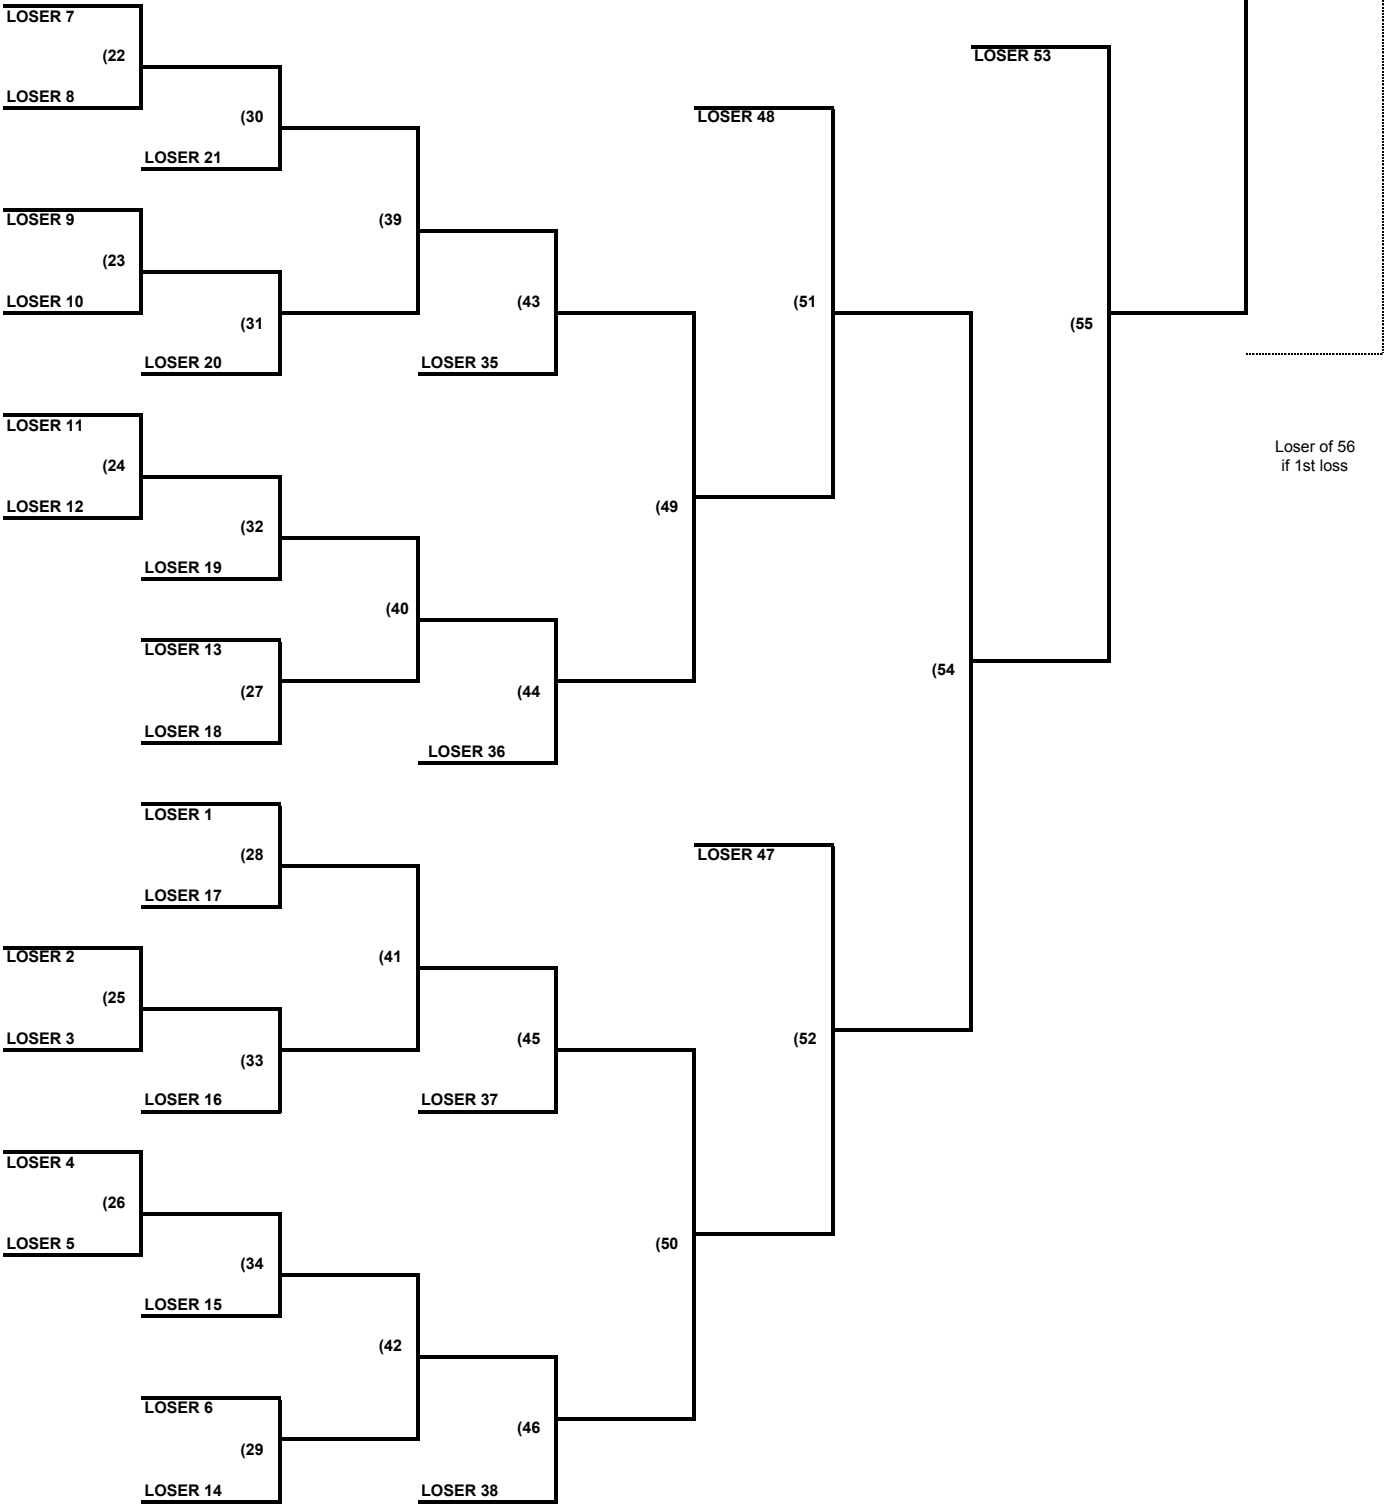 LOSER 7
(22
LOSER 8
(30
LOSER 21
LOSER 9
(39
(23
LOSER 10
(31
LOSER 20
(43
LOSER 35
LOSER 48
LOSER 53
(51
(55
LOSER 11
(24
LOSER 12
(32
LOSER 19
(49
Loser of 56
if 1st loss
(40
LOSER 13
(27
LOSER 18
(44
LOSER 36
(54
LOSER 1
(28
LOSER 17
LOSER 47
LOSER 2
(41
(25
LOSER 3
(33
LOSER 16
(45
LOSER 37
(52
LOSER 4
(26
LOSER 5
(34
LOSER 15
(50
(42
LOSER 6
(29
LOSER 14
(46
LOSER 38